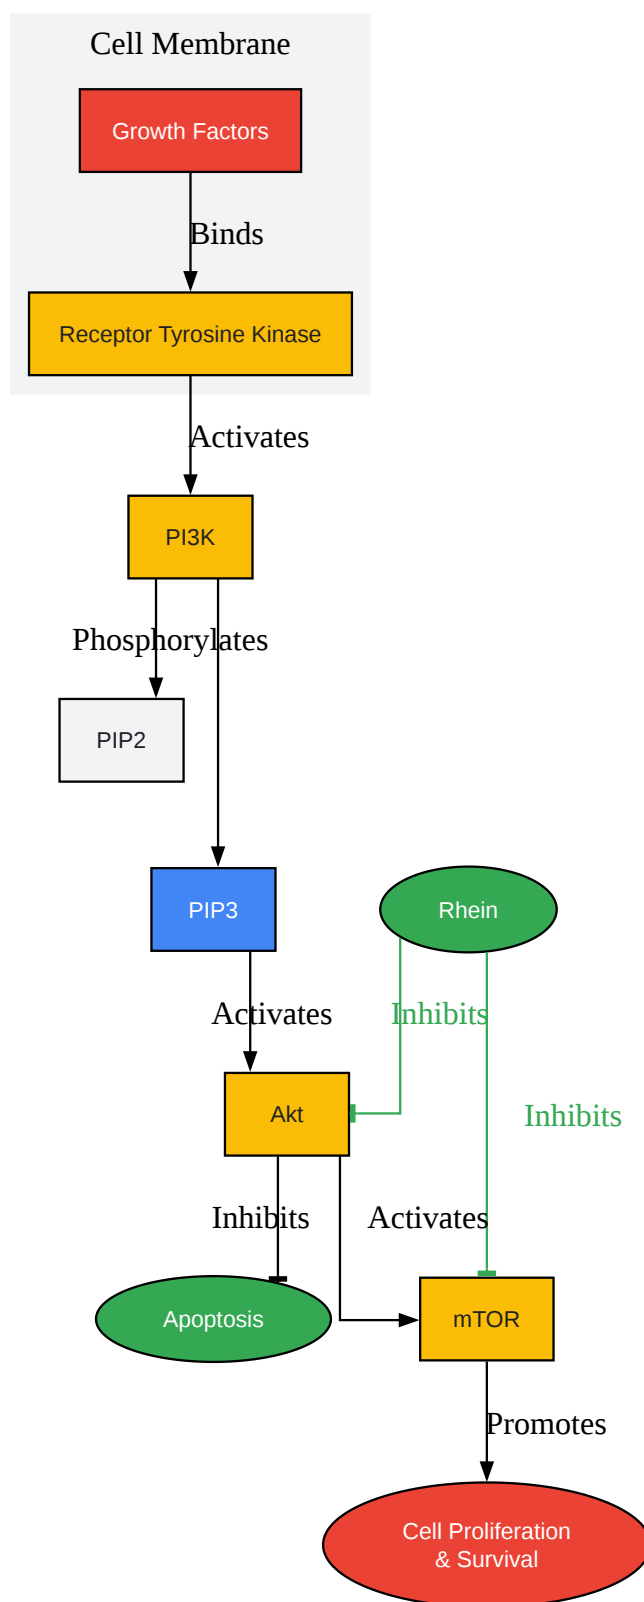 Cell Membrane
Growth Factors
Binds
Receptor Tyrosine Kinase
Activates
PI3K
Phosphorylates
PIP2
PIP3
Rhein
Activates
Inhibits
Akt
Inhibits
Inhibits
Activates
Apoptosis
mTOR
Promotes
Cell Proliferation
& Survival